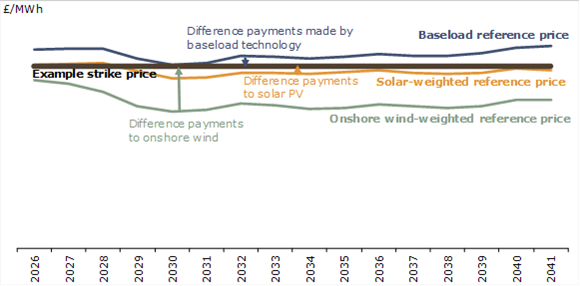 £/MWh
Difference payments made by
baseload technology
Baseload reference price
Example strike price
Difference payments
to solar PV
Solar-weighted reference price
Difference payments
to onshore wind
Onshore wind-weighted reference price
2026
2027
2028
2029
2030
2031
2032
2033
2034
2035
2036
2037
2038
2039
2040
2041